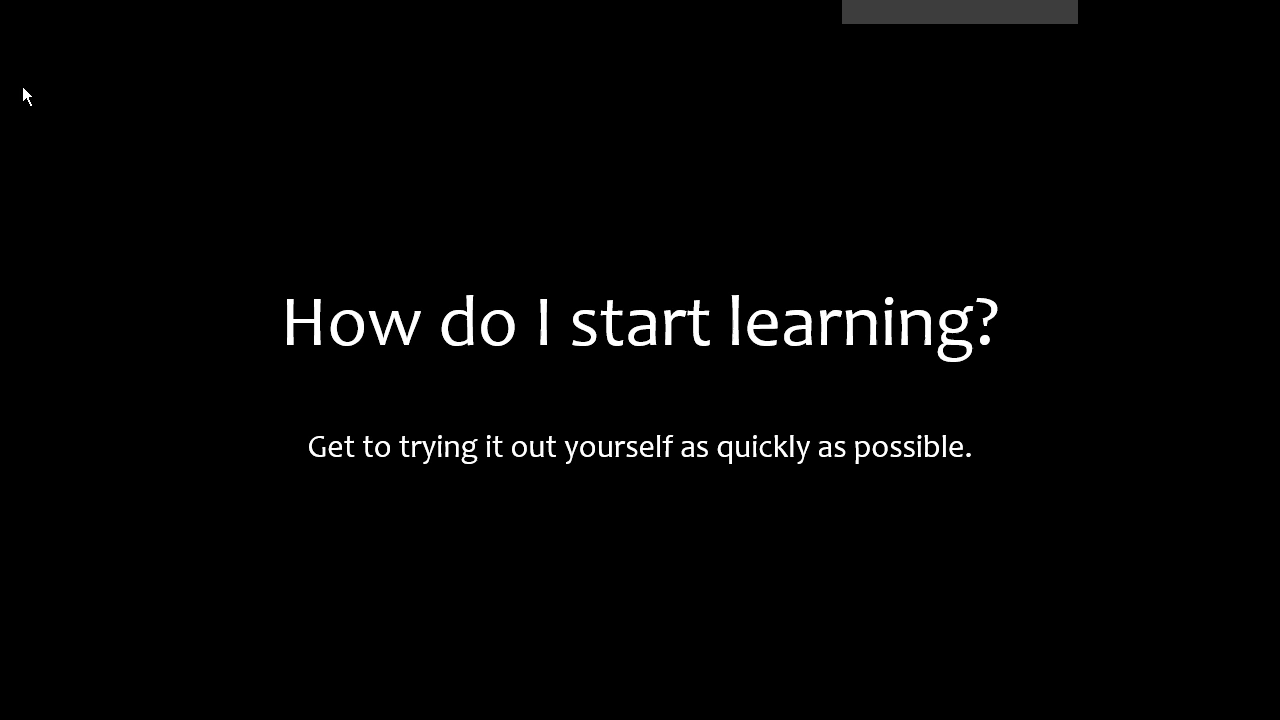 How do I start learning?
Get to trying it out yourself as quickly as possible.